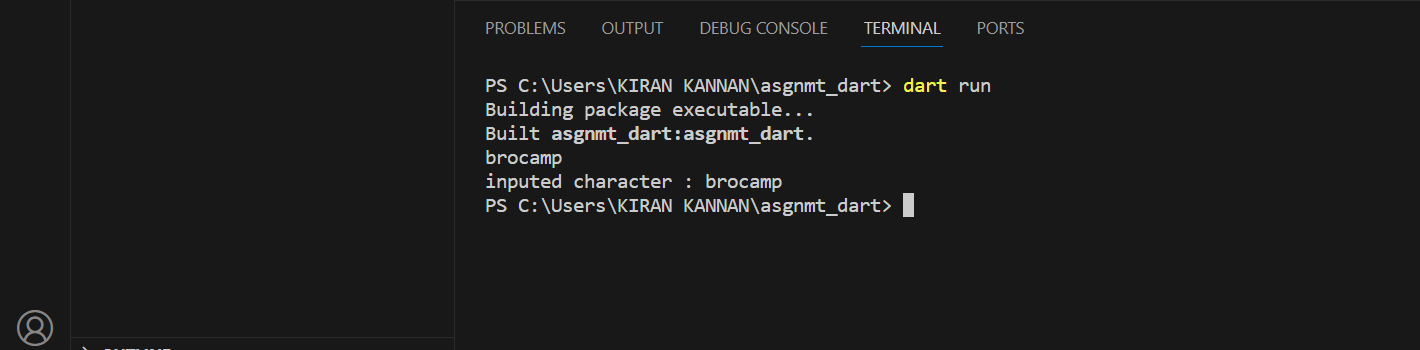 PROBLEMS OUTPUT DEBUG CONSOLE TERMINAL PORTS
PS C:\Users\KIRAN KANNAN\asgnmt_dart> dart run
Building package executable...
Built asgnmt_dart:asgnmt_dart.
brocamp
inputed character : brocamp
PS C:\Users\KIRAN KANNAN\asgnmt_dart>